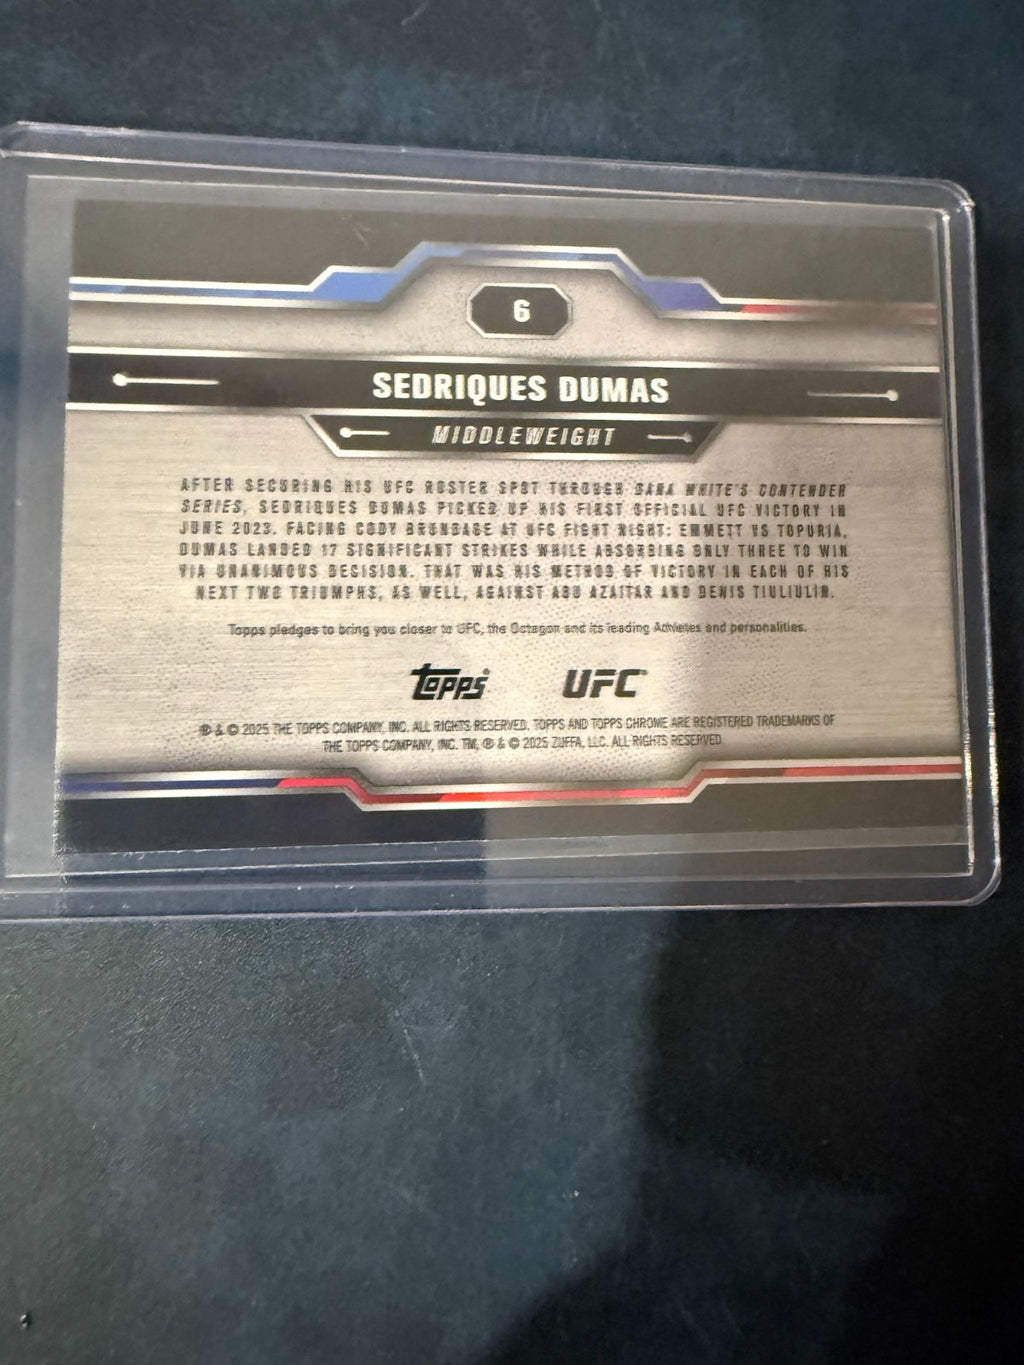 6
SEDRIQUES DUMAS
MIDDLEWEIGHT
AFTER SECURING HIS UFC ROSTER SPOT THROUGH DANA WHITE'S CONTENDER
SERIES, SEDRIQUES DUMAS PICKED UP HIS FIRST OFFICIAL UFC VICTORY IN
JUNE 2023. FACING CODY BRUNDAGE AT UFC FIGHT NIGHT: EMMETT VS TOPURIA,
DUMAS LANDED 17 SIGNIFICANT STRIKES WHILE ABSORBING ONLY THREE TO WIN
VIA UNANIMOUS DECISION. THAT WAS HIS METHOD OF VICTORY IN EACH OF HIS
NEXT TWO TRIUMPHS, AS WELL, AGAINST ABU AZAITAR AND DENIS TIULIULIN.
Topps pledges to bring you closer to UFC, the Octagon and its leading Athletes and personalities.
Topps® UFC®
® & © 2025 THE TOPPS COMPANY, INC. ALL RIGHTS RESERVED. TOPPS AND TOPPS CHROME ARE REGISTERED TRADEMARKS OF
THE TOPPS COMPANY, INC. TM, ® & © 2025 ZUFFA, LLC. ALL RIGHTS RESERVED